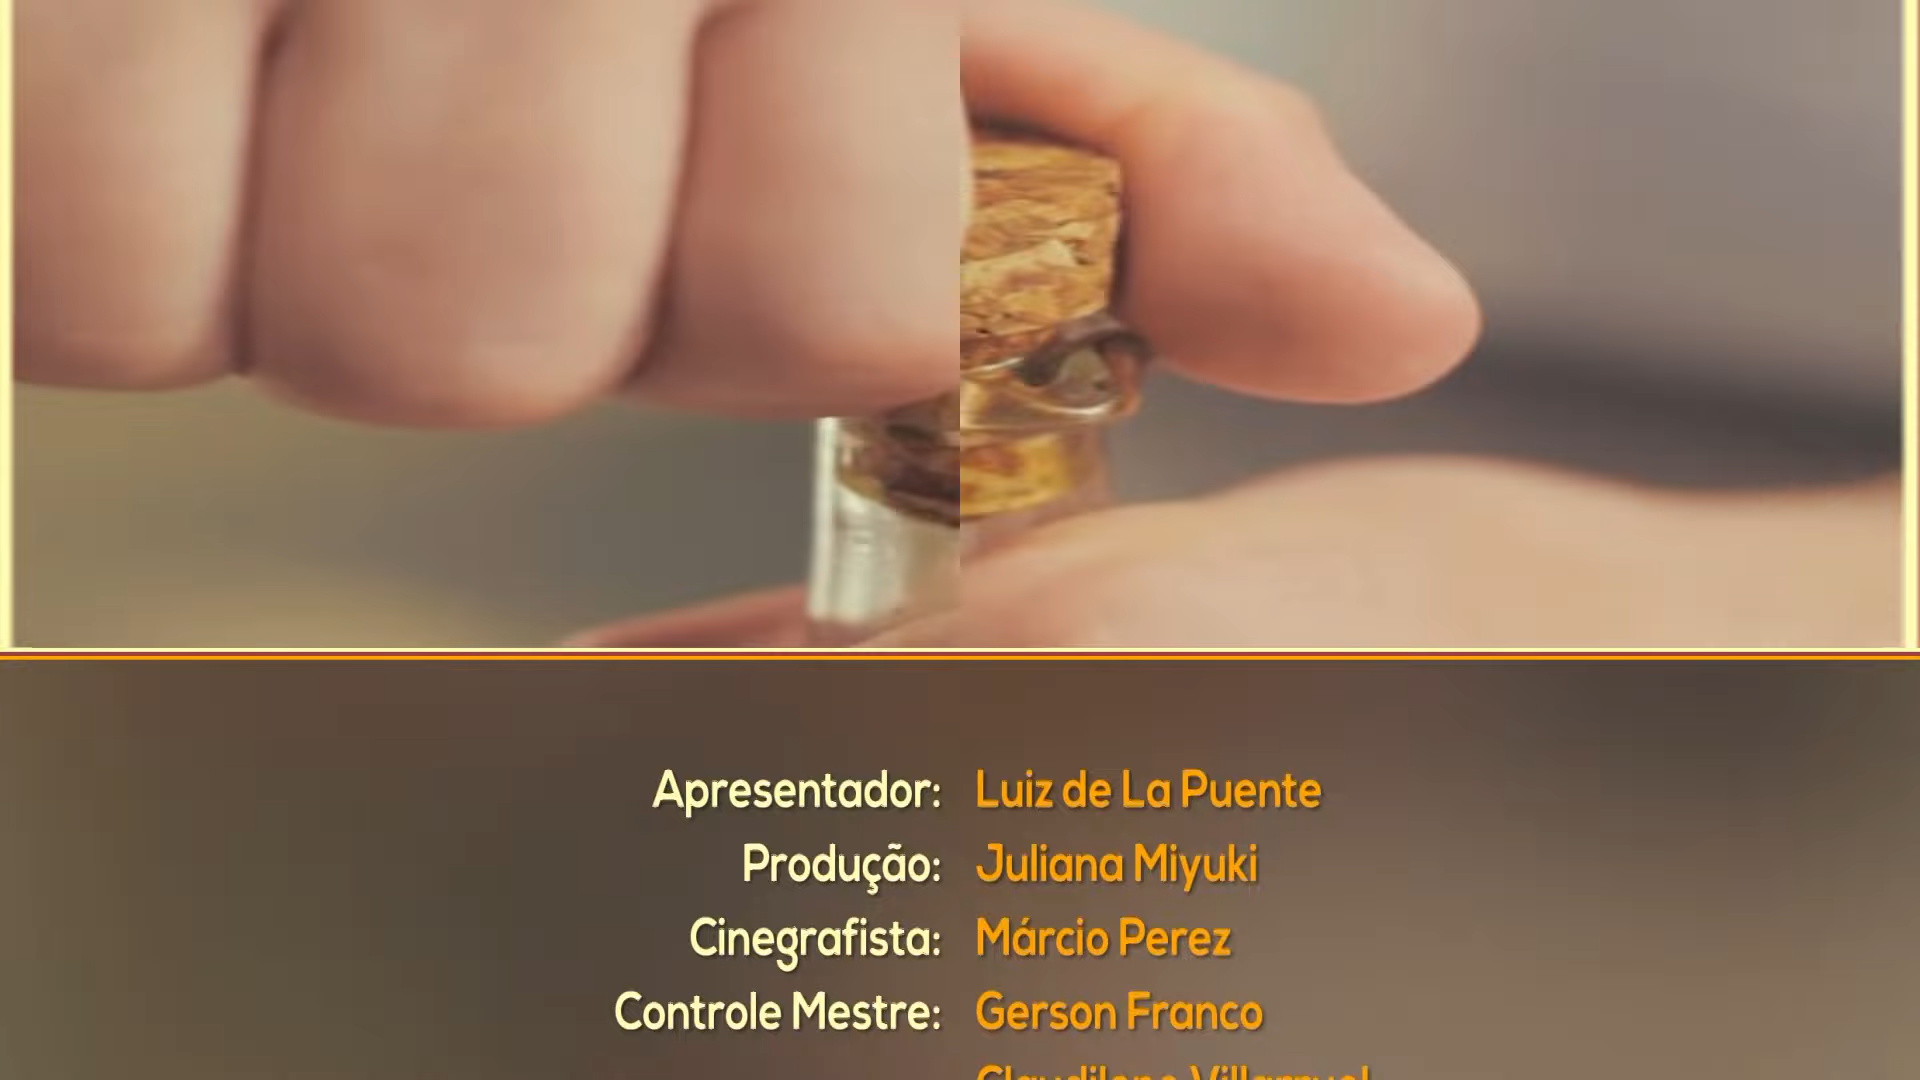 Apresentador: Luiz de La Puente
Produção: Juliana Miyuki
Cinegrafista: Márcio Perez
Controle Mestre: Gerson Franco